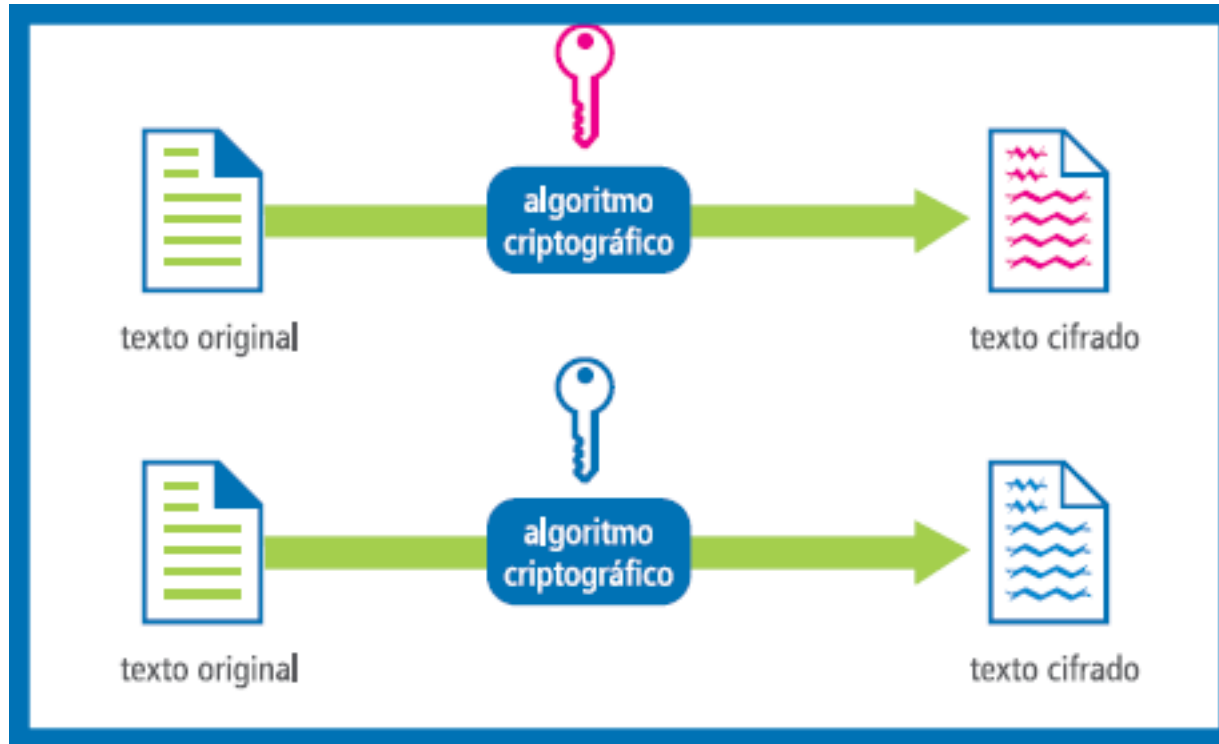 algoritmo
criptográfico
texto original
texto cifrado
algoritmo
criptográfico
texto original
texto cifrado